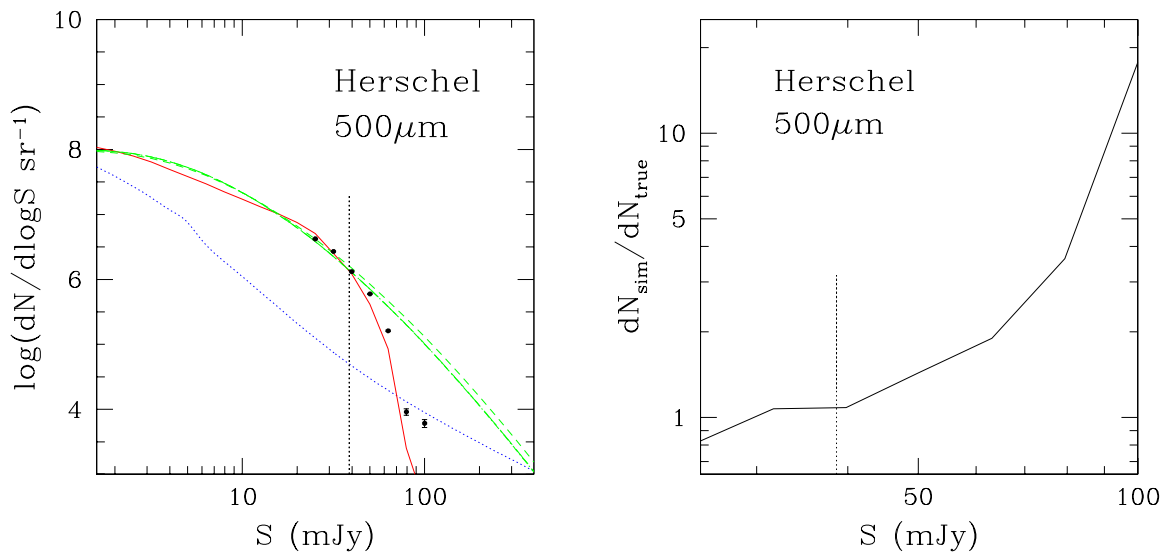 Herschel
500μm
10
8
6
4
log(dN/dlogS sr⁻¹)
10
100
S (mJy)
Herschel
500μm
10
5
1
dN_sim/dN_true
50
100
S (mJy)